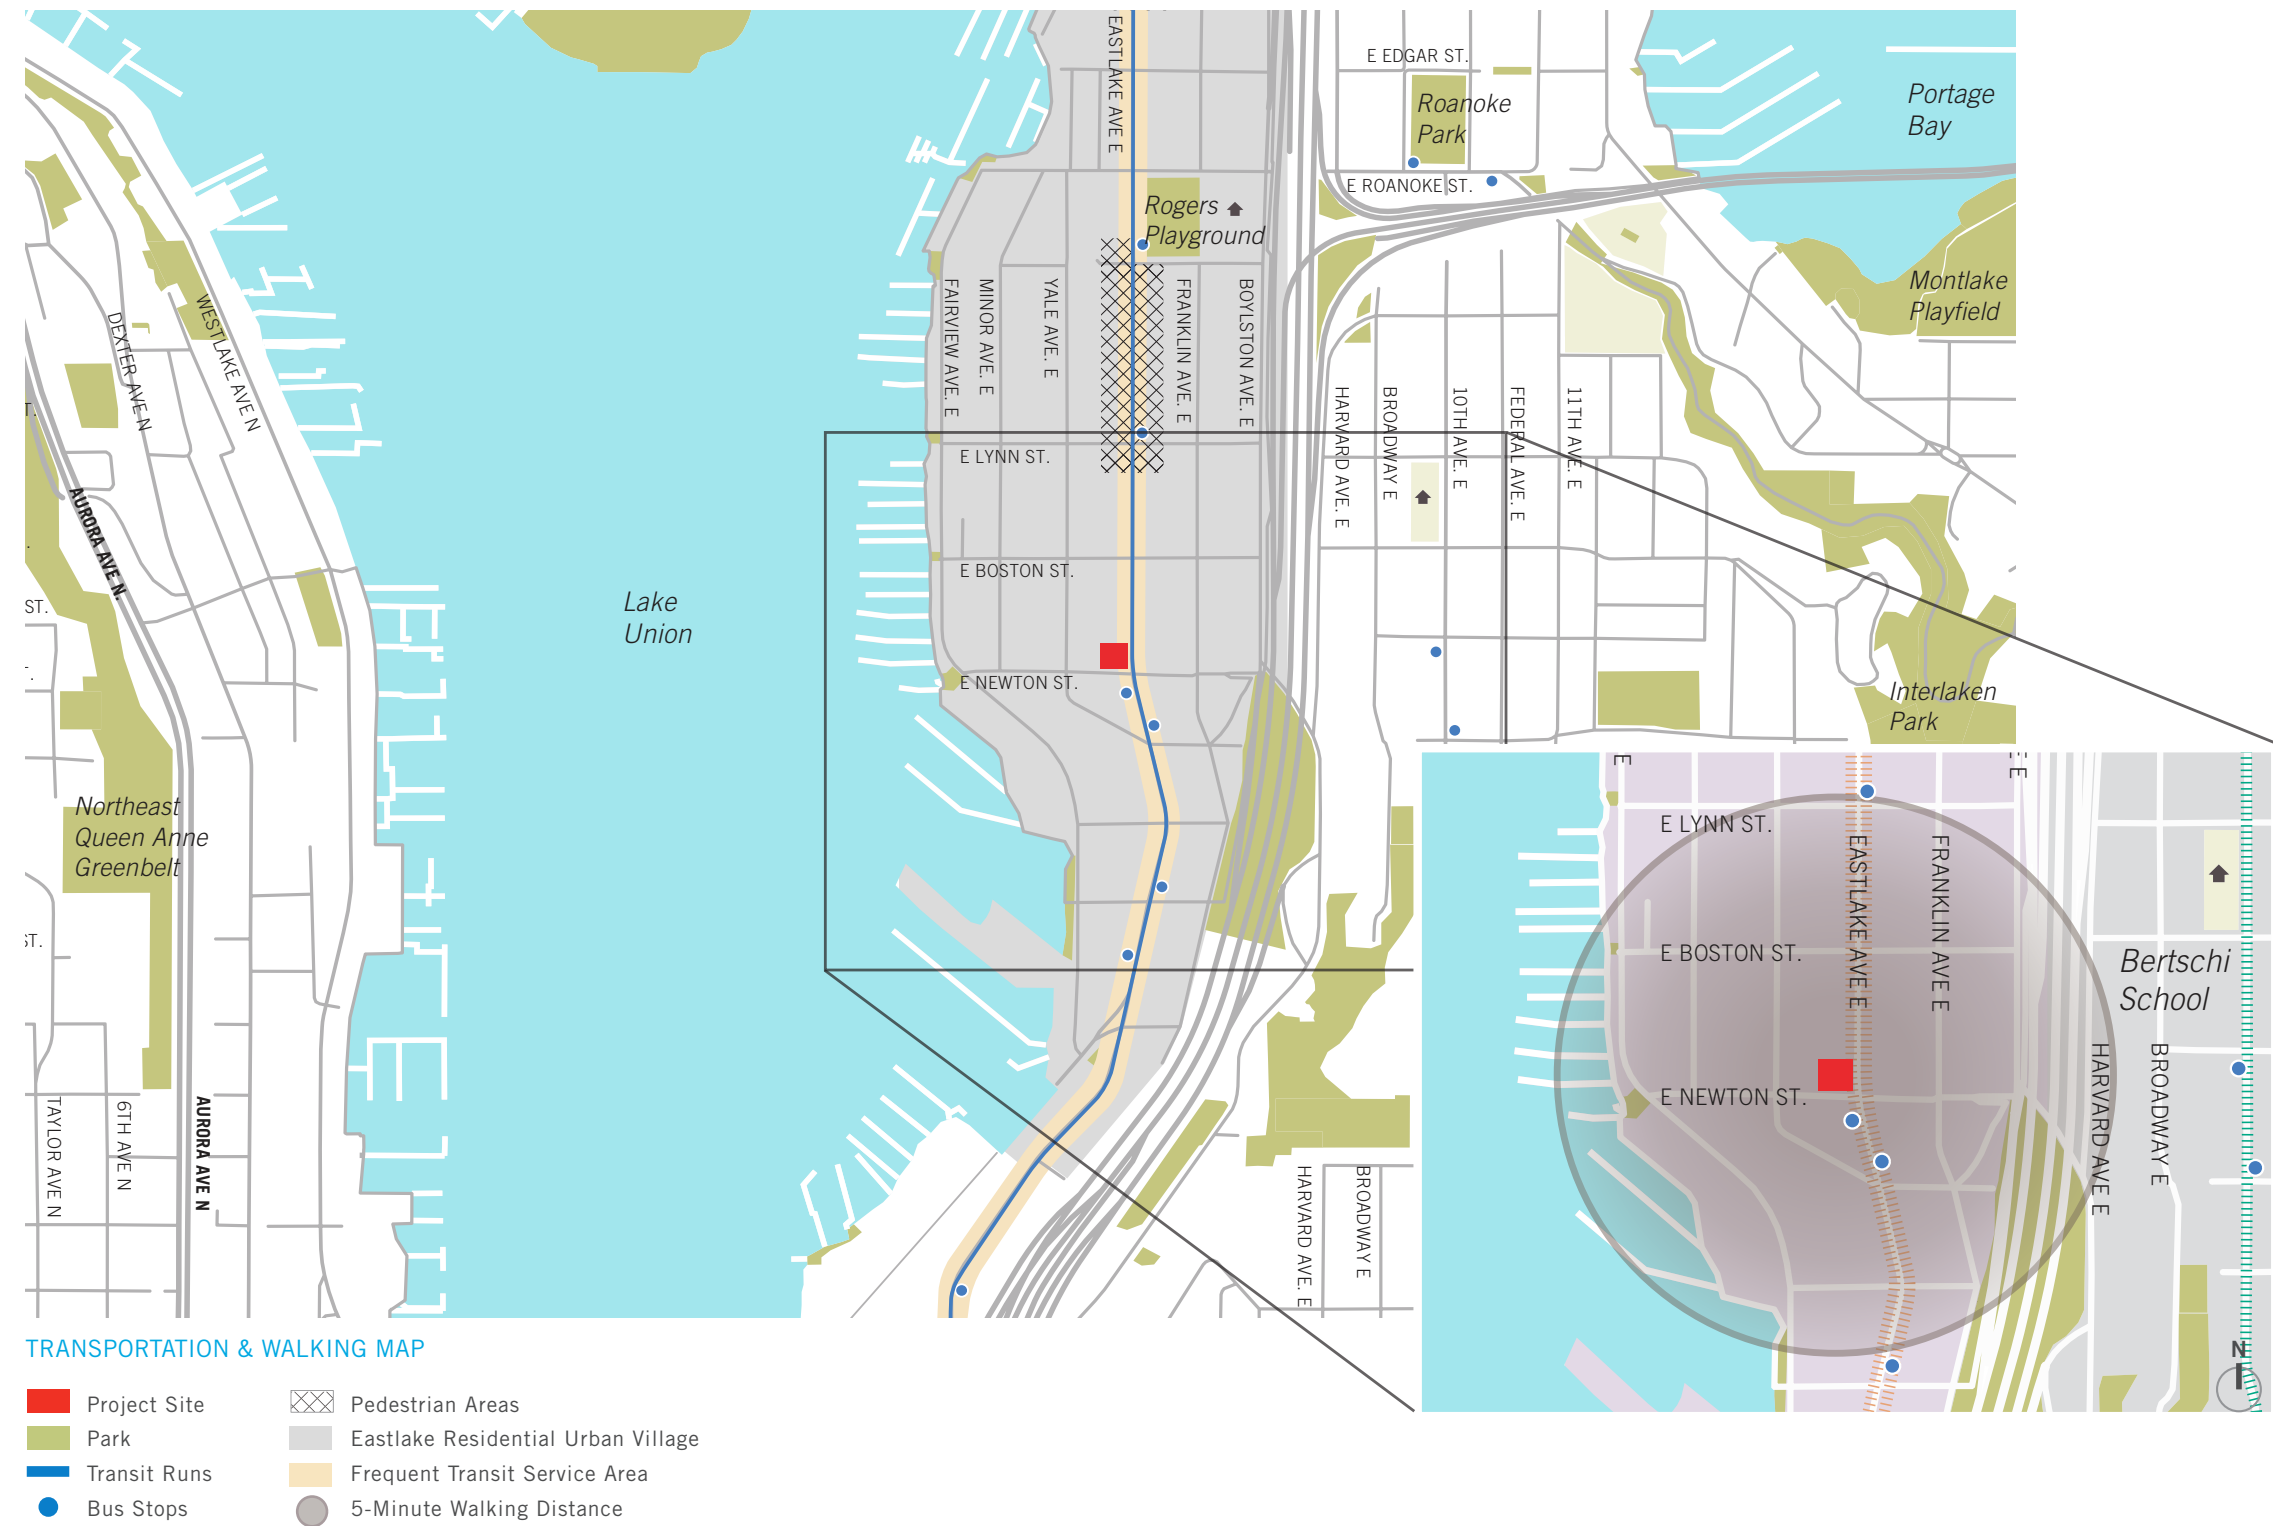 EASTLAKE AVE E
E EDGAR ST.
Roanoke
Park
Portage
Bay
E ROANOKE ST.
Rogers
Playground
Montlake
Playfield
WESTLAKE AVE N
DEXTER AVE N
FAIRVIEW AVE. E
MINOR AVE. E
YALE AVE. E
FRANKLIN AVE. E
BOYLSTON AVE. E
HARVARD AVE. E
BROADWAY E
10TH AVE. E
FEDERAL AVE. E
11TH AVE. E
T.
E LYNN ST.
AURORA AVE N.
E BOSTON ST.
ST.
Lake
Union
E NEWTON ST.
Interlaken
Park
Northeast
Queen Anne
Greenbelt
ST.
TAYLOR AVE N
6TH AVE N
AURORA AVE N
HARVARD AVE. E
BROADWAY E
E
E
E LYNN ST.
EASTLAKE AVE E
FRANKLIN AVE E
E BOSTON ST.
Bertschi
School
E NEWTON ST.
HARVARD AVE E
BROADWAY E
N
TRANSPORTATION & WALKING MAP
Project Site
Park
Transit Runs
Bus Stops
Pedestrian Areas
Eastlake Residential Urban Village
Frequent Transit Service Area
5-Minute Walking Distance